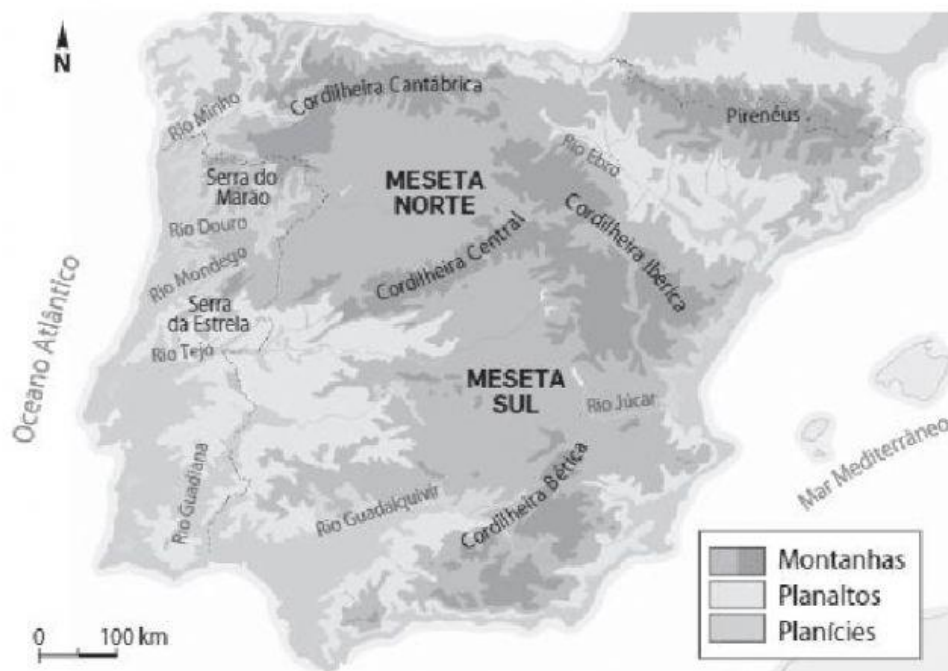 N
Cordilheira Cantábrica
Pirenéus
Rio Minho
Rio Ebro
Serra do
Marão
MESETA
NORTE
Rio Douro
Cordilheira Central
Cordilheira Iberica
Rio Mondego
Oceano Atlântico
Serra
da Estrela
Rio Tejo
MESETA
SUL
Rio Júcar
Mar Mediterrâneo
Rio Guadiana
Rio Guadalquivir
Cordilheira Bética
Montanhas
Planaltos
Planícies
0 100 km